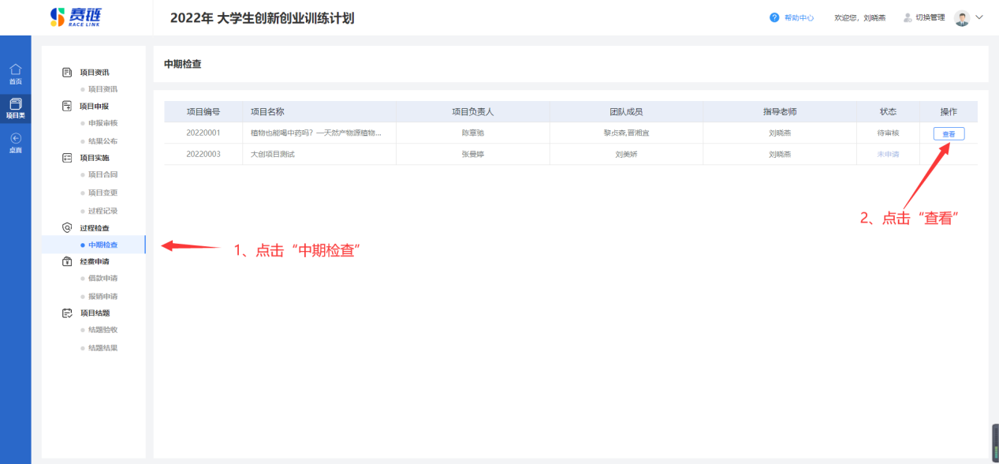 赛链
RACE LINK
2022年 大学生创新创业训练计划
? 帮助中心
欢迎您，刘晓燕
切换管理
首页
项目类
桌面
项目资讯
项目资讯
项目申报
申报审核
结果公布
项目实施
项目合同
项目变更
过程记录
过程检查
中期检查
经费申请
借款申请
报销申请
项目结题
结题验收
结题结果
中期检查
项目编号 项目名称 项目负责人 团队成员 指导老师 状态 操作
20220001 植物也能喝中药吗？—天然产物源植物... 陈意驰 黎贞森,晋湘宜 刘晓燕 待审核 查看
20220003 大创项目测试 张曼婷 刘美娇 刘晓燕 未申请
1、点击“中期检查”
2、点击“查看”